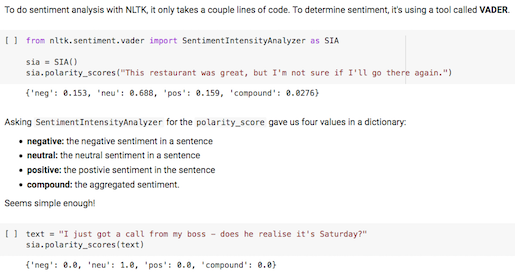 To do sentiment analysis with NLTK, it only takes a couple lines of code. To determine sentiment, it's using a tool called VADER.
[ ] from nltk.sentiment.vader import SentimentIntensityAnalyzer as SIA
sia = SIA()
sia.polarity_scores("This restaurant was great, but I'm not sure if I'll go there again.")
{'neg': 0.153, 'neu': 0.688, 'pos': 0.159, 'compound': 0.0276}
Asking SentimentIntensityAnalyzer for the polarity_score gave us four values in a dictionary:
• negative: the negative sentiment in a sentence
• neutral: the neutral sentiment in a sentence
• positive: the postivie sentiment in the sentence
• compound: the aggregated sentiment.
Seems simple enough!
[ ] text = "I just got a call from my boss - does he realise it's Saturday?"
sia.polarity_scores(text)
{'neg': 0.0, 'neu': 1.0, 'pos': 0.0, 'compound': 0.0}